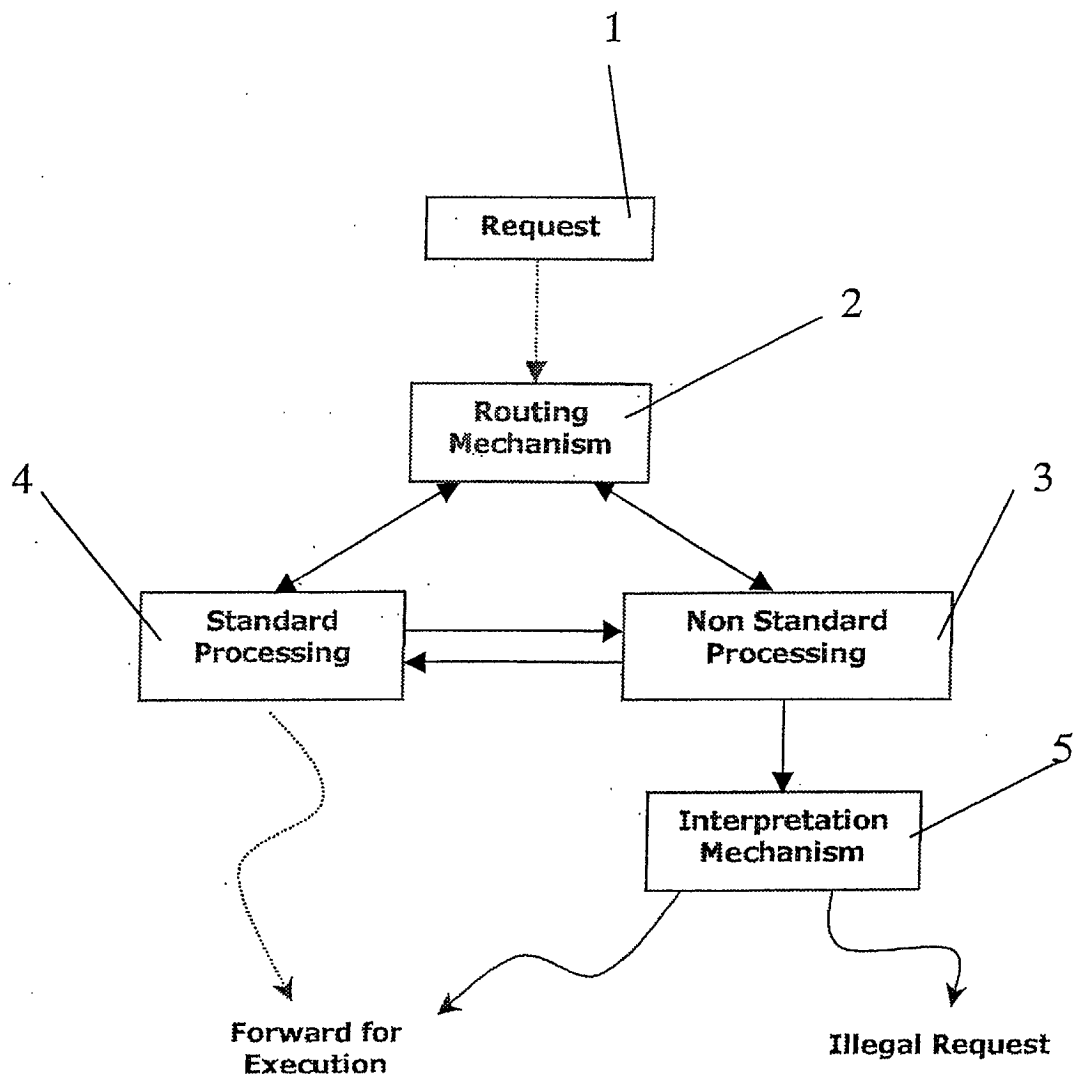 1
Request
2
Routing
Mechanism
4
3
Standard
Processing
Non Standard
Processing
5
Interpretation
Mechanism
Forward for
Execution
Illegal Request